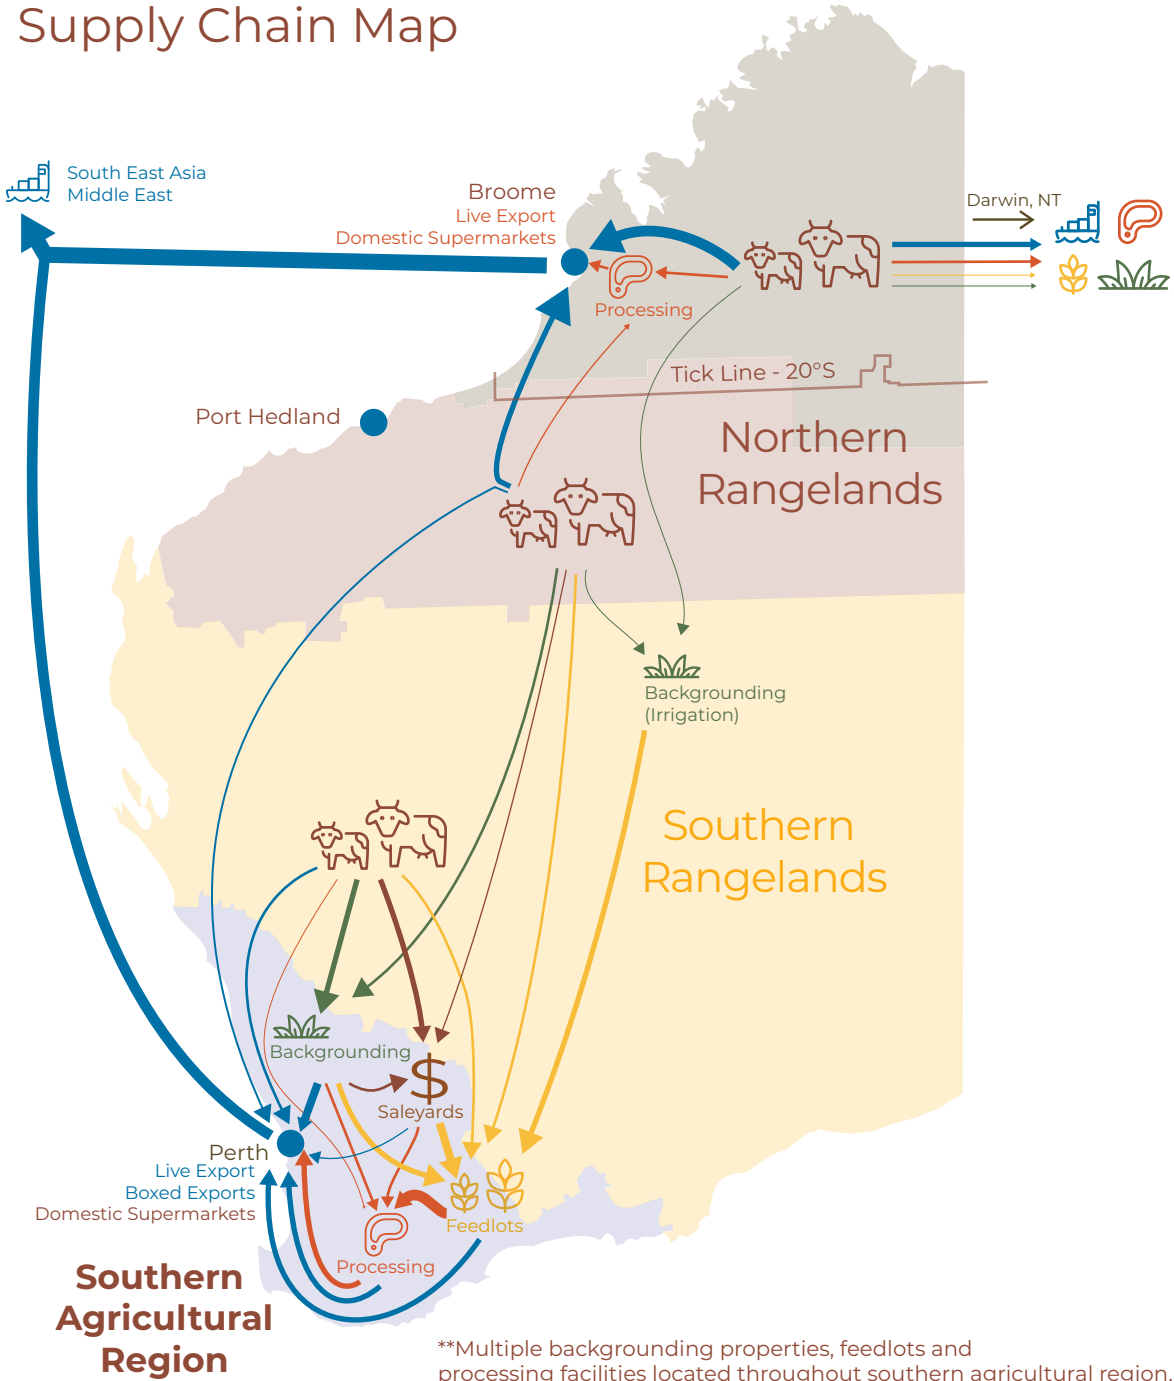 Supply Chain Map
South East Asia
Middle East
Broome
Live Export
Domestic Supermarkets
Darwin, NT
Processing
Tick Line - 20°S
Port Hedland
Northern
Rangelands
Backgrounding
(Irrigation)
Southern
Rangelands
Backgrounding
$
Saleyards
Perth
Live Export
Boxed Exports
Domestic Supermarkets
Feedlots
Processing
Southern
Agricultural
Region
**Multiple backgrounding properties, feedlots and
processing facilities located throughout southern agricultural region.